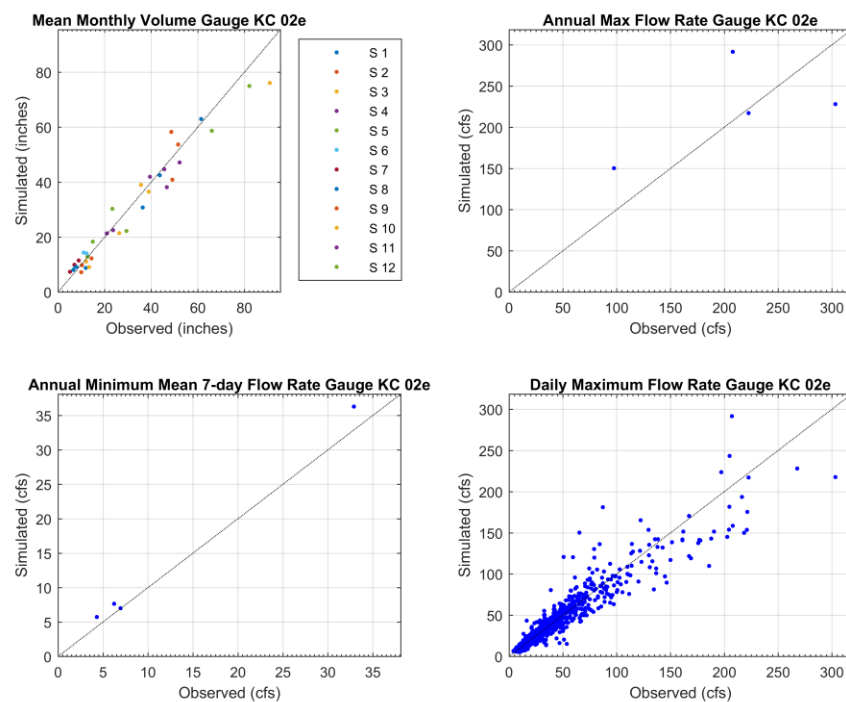 Mean Monthly Volume Gauge KC 02e
80
60
40
20
0
0 20 40 60 80
Simulated (inches)
Observed (inches)
S 1
S 2
S 3
S 4
S 5
S 6
S 7
S 8
S 9
S 10
S 11
S 12
Annual Max Flow Rate Gauge KC 02e
300
250
200
150
100
50
0
0 50 100 150 200 250 300
Simulated (cfs)
Observed (cfs)
Annual Minimum Mean 7-day Flow Rate Gauge KC 02e
35
30
25
20
15
10
5
0
0 5 10 15 20 25 30 35
Simulated (cfs)
Observed (cfs)
Daily Maximum Flow Rate Gauge KC 02e
300
250
200
150
100
50
0
0 50 100 150 200 250 300
Simulated (cfs)
Observed (cfs)